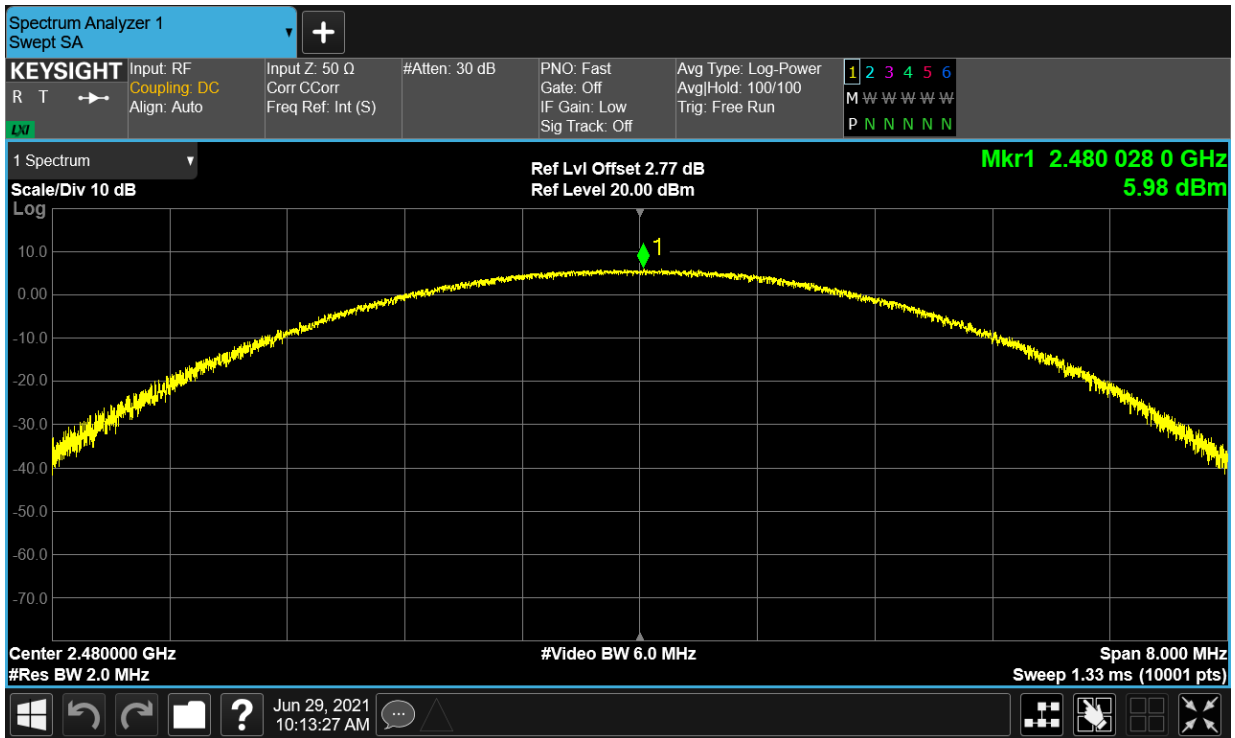 Spectrum Analyzer 1
Swept SA
KEYSIGHT
R T
LXI
Input: RF
Coupling: DC
Align: Auto
Input Z: 50 Ω
Corr CCorr
Freq Ref: Int (S)
#Atten: 30 dB
PNO: Fast
Gate: Off
IF Gain: Low
Sig Track: Off
Avg Type: Log-Power
Avg|Hold: 100/100
Trig: Free Run
1 2 3 4 5 6
M W W W W W
P N N N N N
1 Spectrum
Scale/Div 10 dB
Log
Ref Lvl Offset 2.77 dB
Ref Level 20.00 dBm
Mkr1 2.480 028 0 GHz
5.98 dBm
1
10.0
0.00
-10.0
-20.0
-30.0
-40.0
-50.0
-60.0
-70.0
Center 2.480000 GHz
#Res BW 2.0 MHz
#Video BW 6.0 MHz
Span 8.000 MHz
Sweep 1.33 ms (10001 pts)
?
Jun 29, 2021
10:13:27 AM